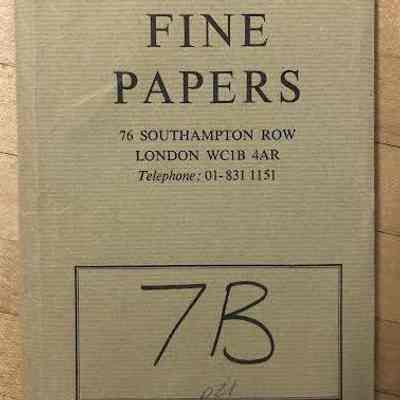 FINE
PAPERS
76 SOUTHAMPTON ROW
LONDON WC1B 4AR
Telephone: 01-831 1151
7B